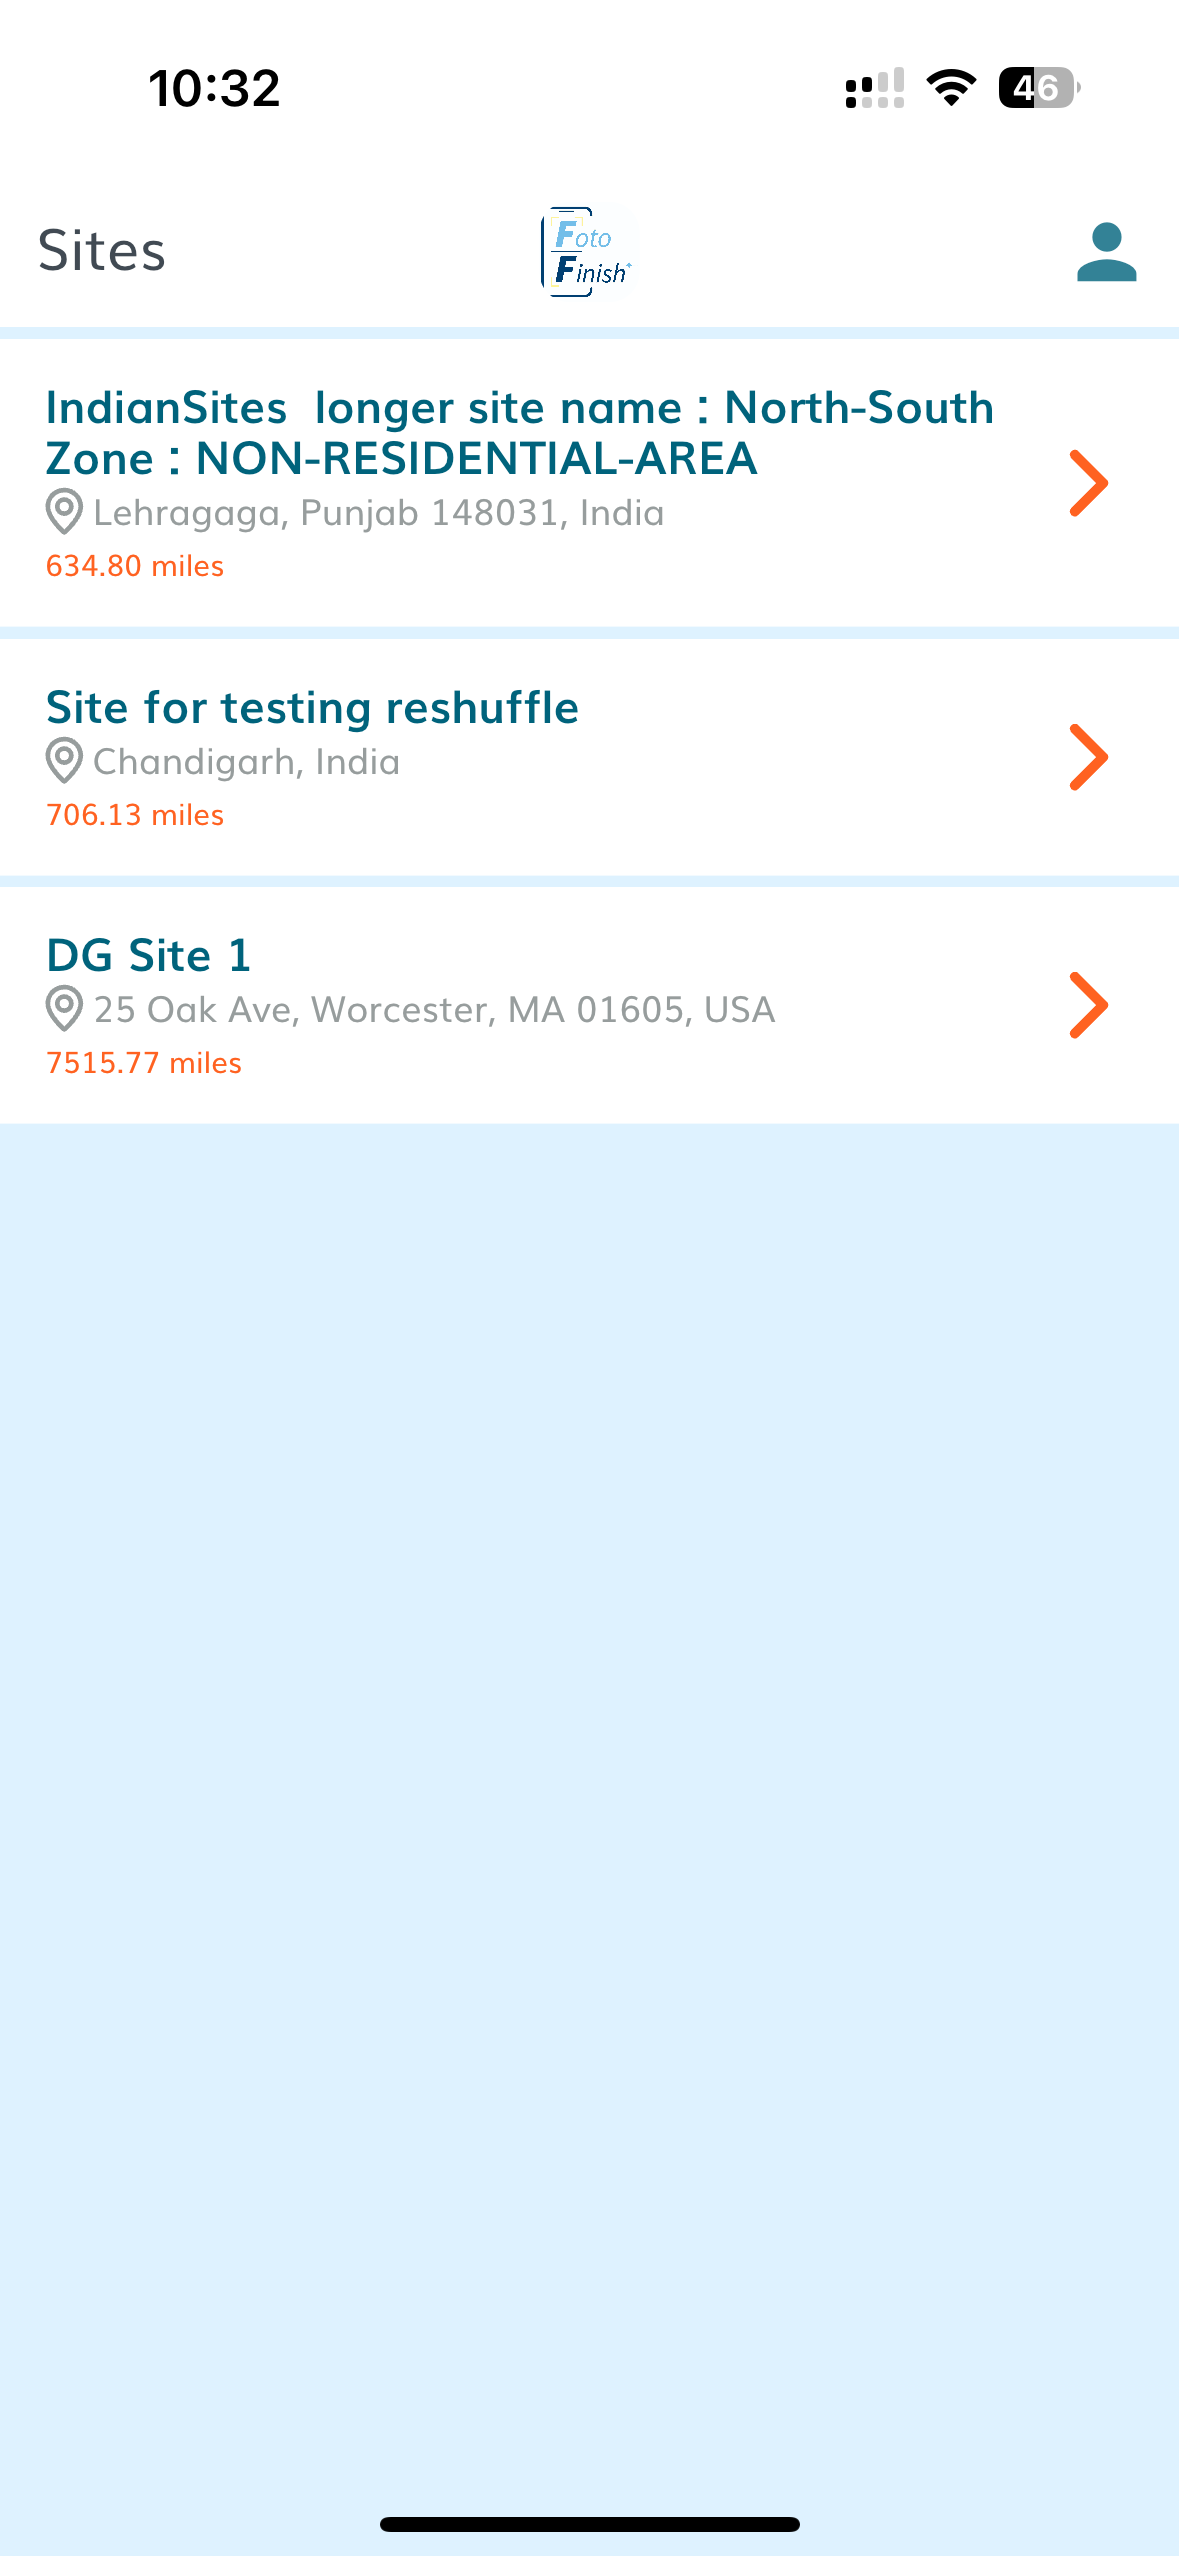 10:32
46
Sites
Foto
Finish
IndianSites  longer site name : North-South
Zone : NON-RESIDENTIAL-AREA
Lehragaga, Punjab 148031, India
634.80 miles
Site for testing reshuffle
Chandigarh, India
706.13 miles
DG Site 1
25 Oak Ave, Worcester, MA 01605, USA
7515.77 miles